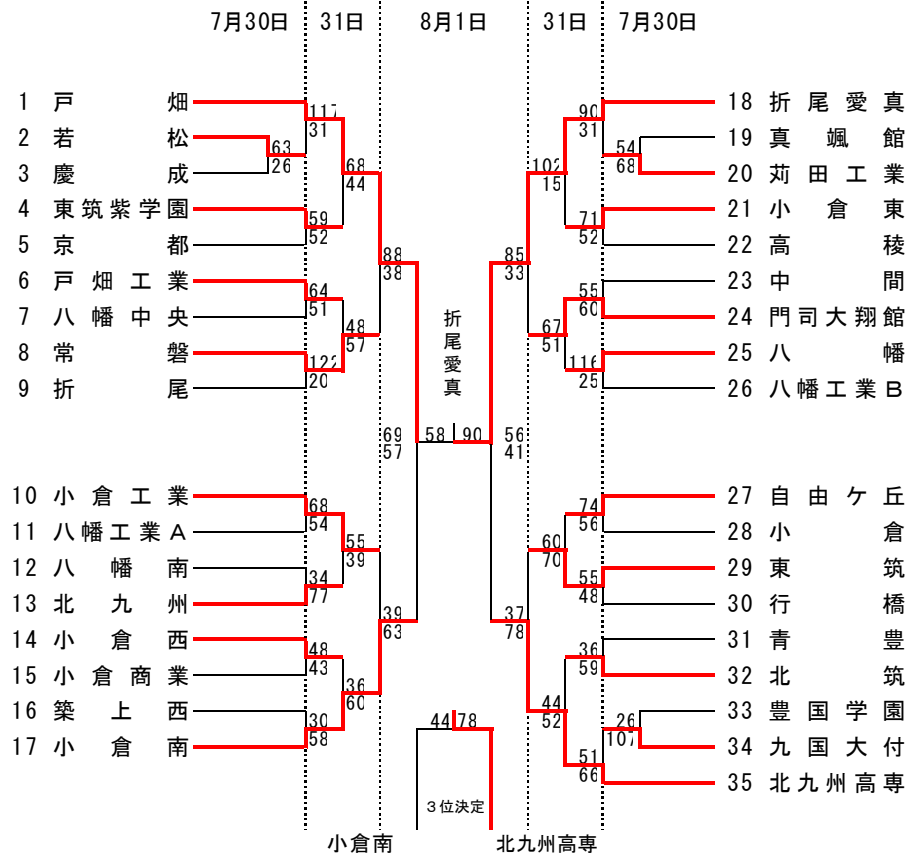 7月30日 31日 8月1日 31日 7月30日
1 戸畑
2 若松
3 慶成
4 東筑紫学園
5 京都
6 戸畑工業
7 八幡中央
8 常磐
9 折尾
10 小倉工業
11 八幡工業A
12 八幡南
13 北九州
14 小倉西
15 小倉商業
16 築上西
17 小倉南
63
26
117
31
59
52
64
51
122
20
68
54
34
77
48
43
30
58
68
44
48
57
55
39
36
60
88
38
39
63
69
57
折尾愛真
58 90
56
41
44 78
3位決定
小倉南 北九州高専
85
33
37
78
102
15
67
51
60
70
44
52
90
31
71
52
55
60
116
25
74
56
55
48
36
59
51
66
54
68
26
107
18 折尾愛真
19 真颯館
20 苅田工業
21 小倉東
22 高稜
23 中間
24 門司大翔館
25 八幡
26 八幡工業B
27 自由ケ丘
28 小倉
29 東筑
30 行橋
31 青豊
32 北筑
33 豊国学園
34 九国大付
35 北九州高専